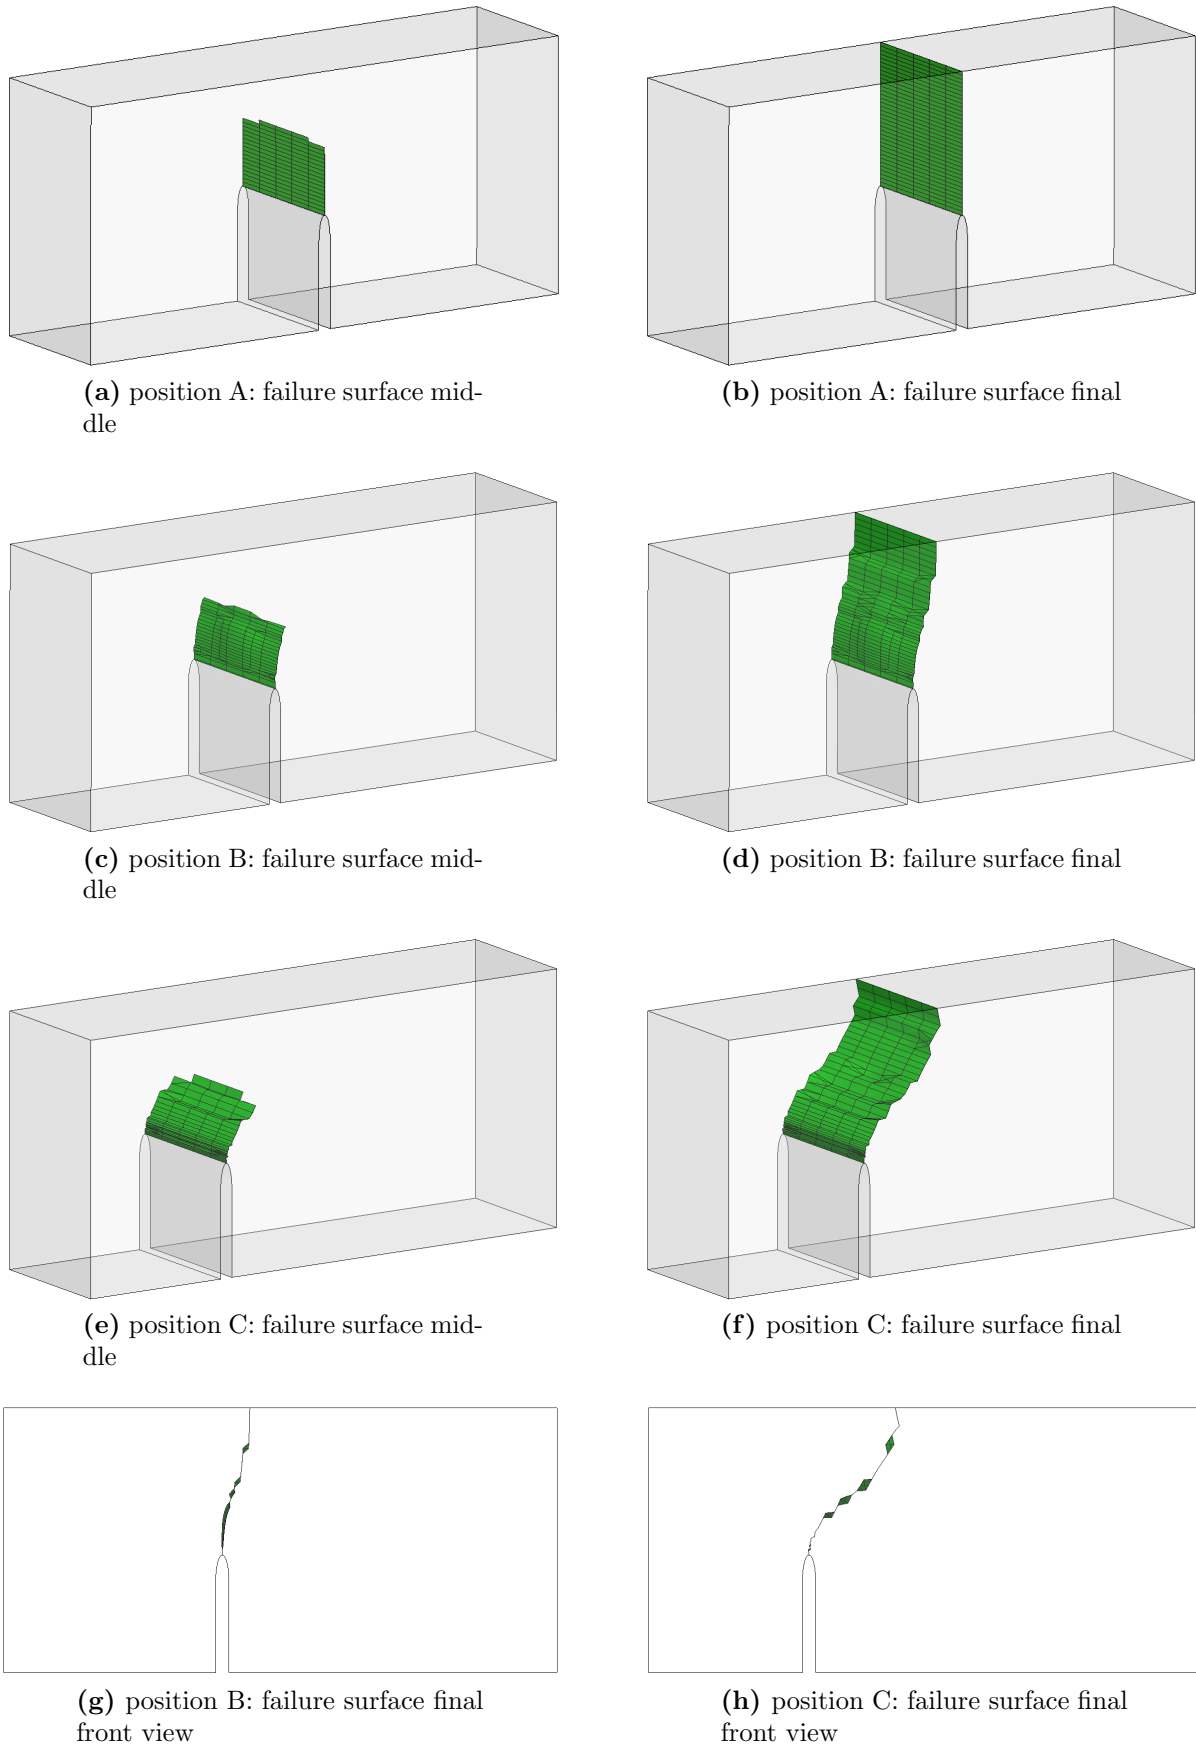 (a) position A: failure surface mid-
dle
(b) position A: failure surface final
(c) position B: failure surface mid-
dle
(d) position B: failure surface final
(e) position C: failure surface mid-
dle
(f) position C: failure surface final
(g) position B: failure surface final
front view
(h) position C: failure surface final
front view